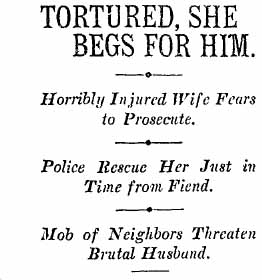 TORTURED, SHE
BEGS FOR HIM.
Horribly Injured Wife Fears
to Prosecute.
Police Rescue Her Just in
Time from Fiend.
Mob of Neighbors Threaten
Brutal Husband.